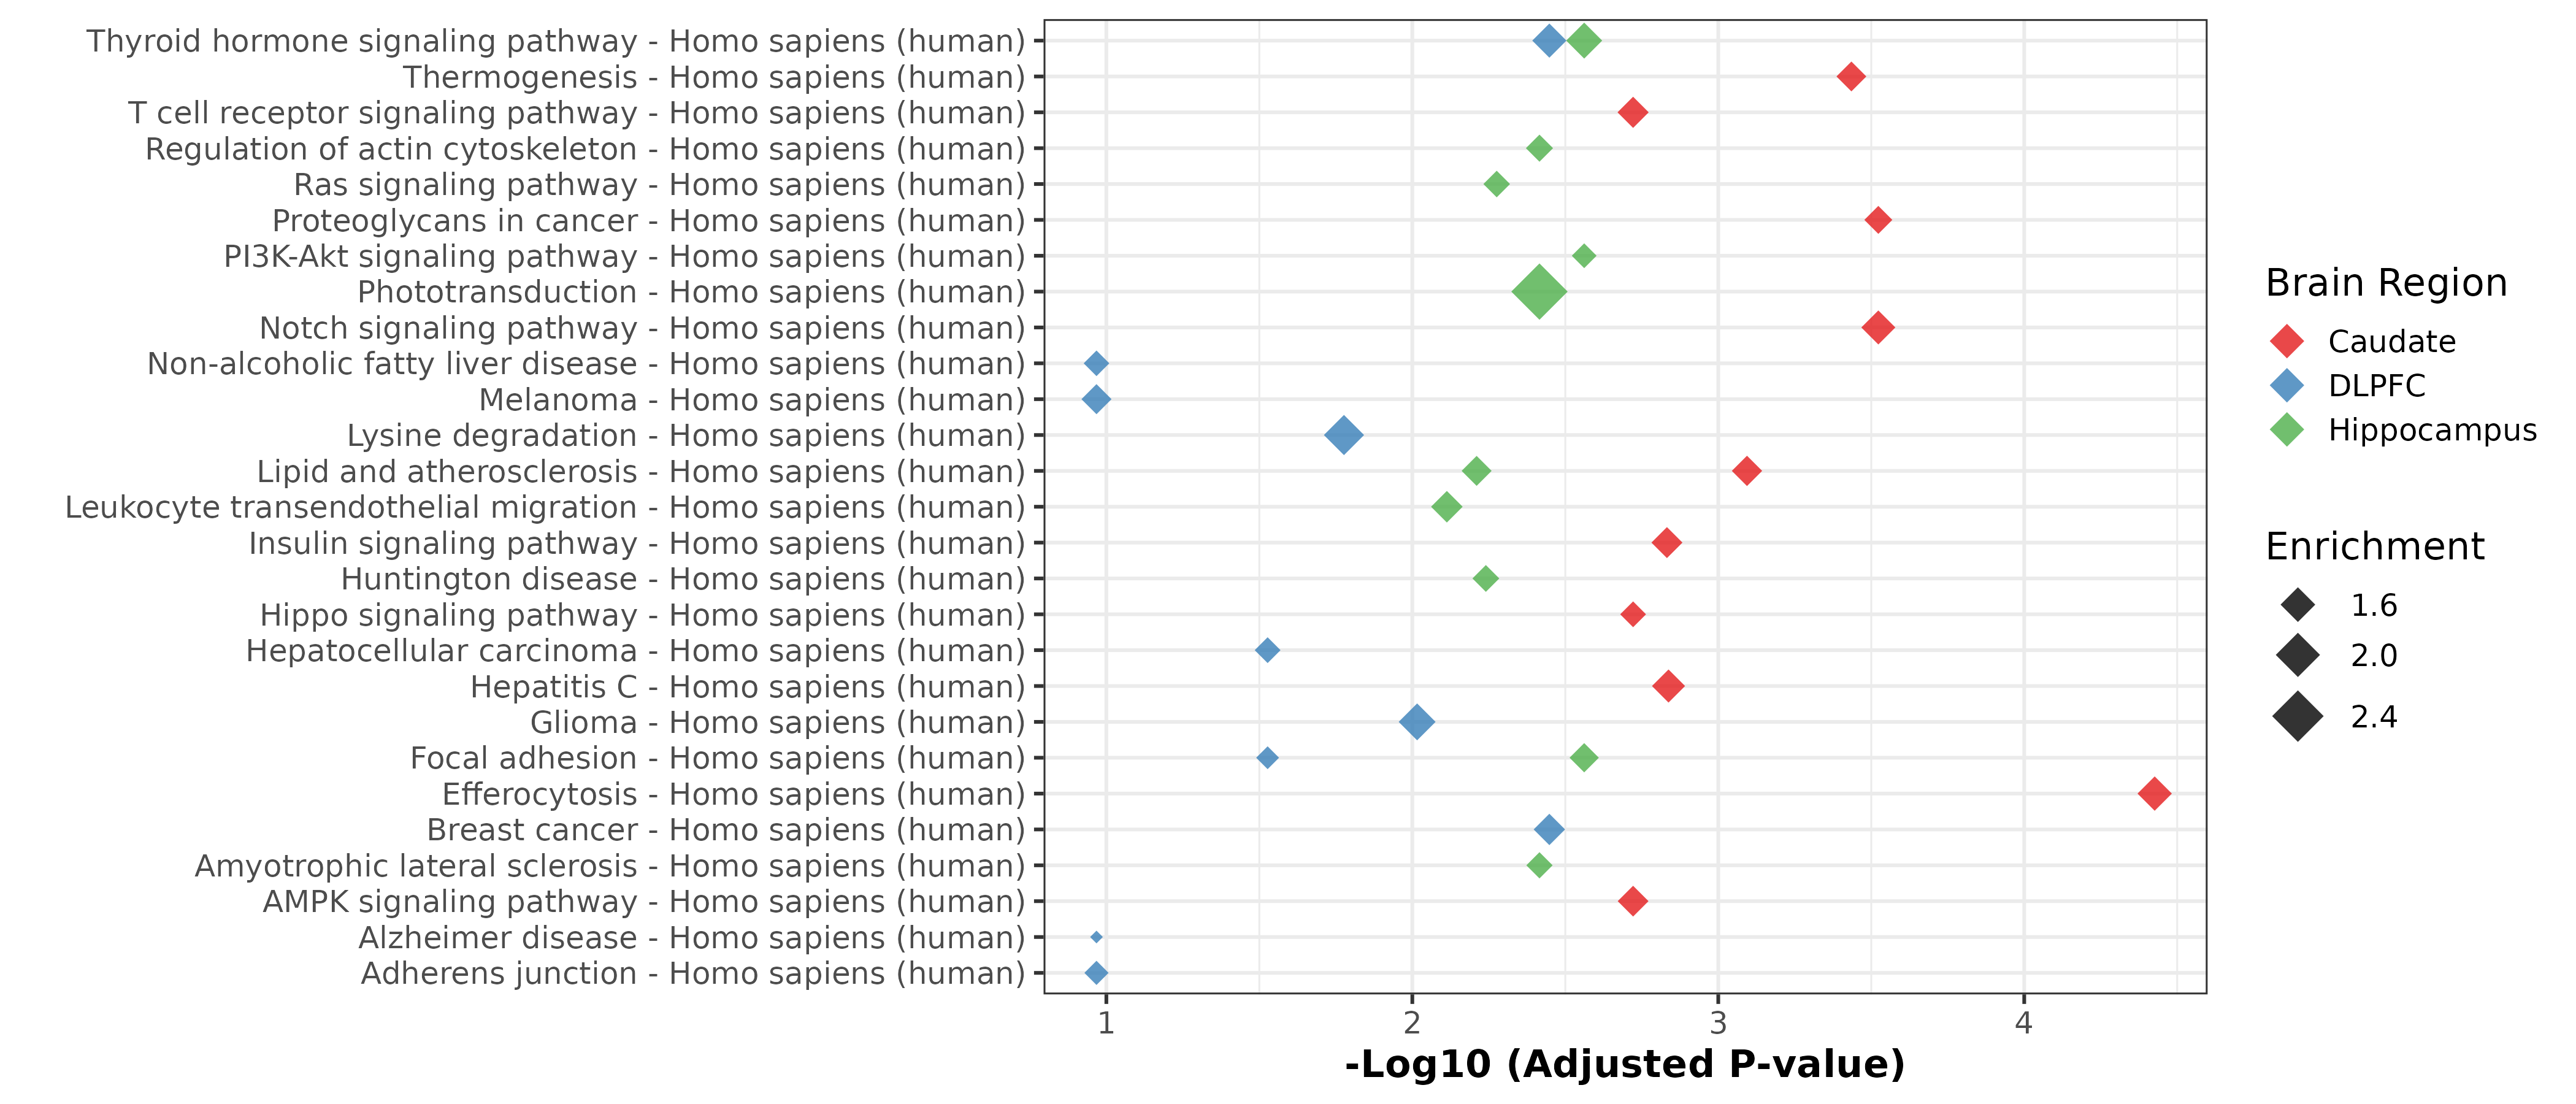 Thyroid hormone signaling pathway - Homo sapiens (human)
Thermogenesis - Homo sapiens (human)
T cell receptor signaling pathway - Homo sapiens (human)
Regulation of actin cytoskeleton - Homo sapiens (human)
Ras signaling pathway - Homo sapiens (human)
Proteoglycans in cancer - Homo sapiens (human)
PI3K-Akt signaling pathway - Homo sapiens (human)
Phototransduction - Homo sapiens (human)
Notch signaling pathway - Homo sapiens (human)
Non-alcoholic fatty liver disease - Homo sapiens (human)
Melanoma - Homo sapiens (human)
Lysine degradation - Homo sapiens (human)
Lipid and atherosclerosis - Homo sapiens (human)
Leukocyte transendothelial migration - Homo sapiens (human)
Insulin signaling pathway - Homo sapiens (human)
Huntington disease - Homo sapiens (human)
Hippo signaling pathway - Homo sapiens (human)
Hepatocellular carcinoma - Homo sapiens (human)
Hepatitis C - Homo sapiens (human)
Glioma - Homo sapiens (human)
Focal adhesion - Homo sapiens (human)
Efferocytosis - Homo sapiens (human)
Breast cancer - Homo sapiens (human)
Amyotrophic lateral sclerosis - Homo sapiens (human)
AMPK signaling pathway - Homo sapiens (human)
Alzheimer disease - Homo sapiens (human)
Adherens junction - Homo sapiens (human)
1 2 3 4
-Log10 (Adjusted P-value)
Brain Region
Caudate
DLPFC
Hippocampus
Enrichment
1.6
2.0
2.4